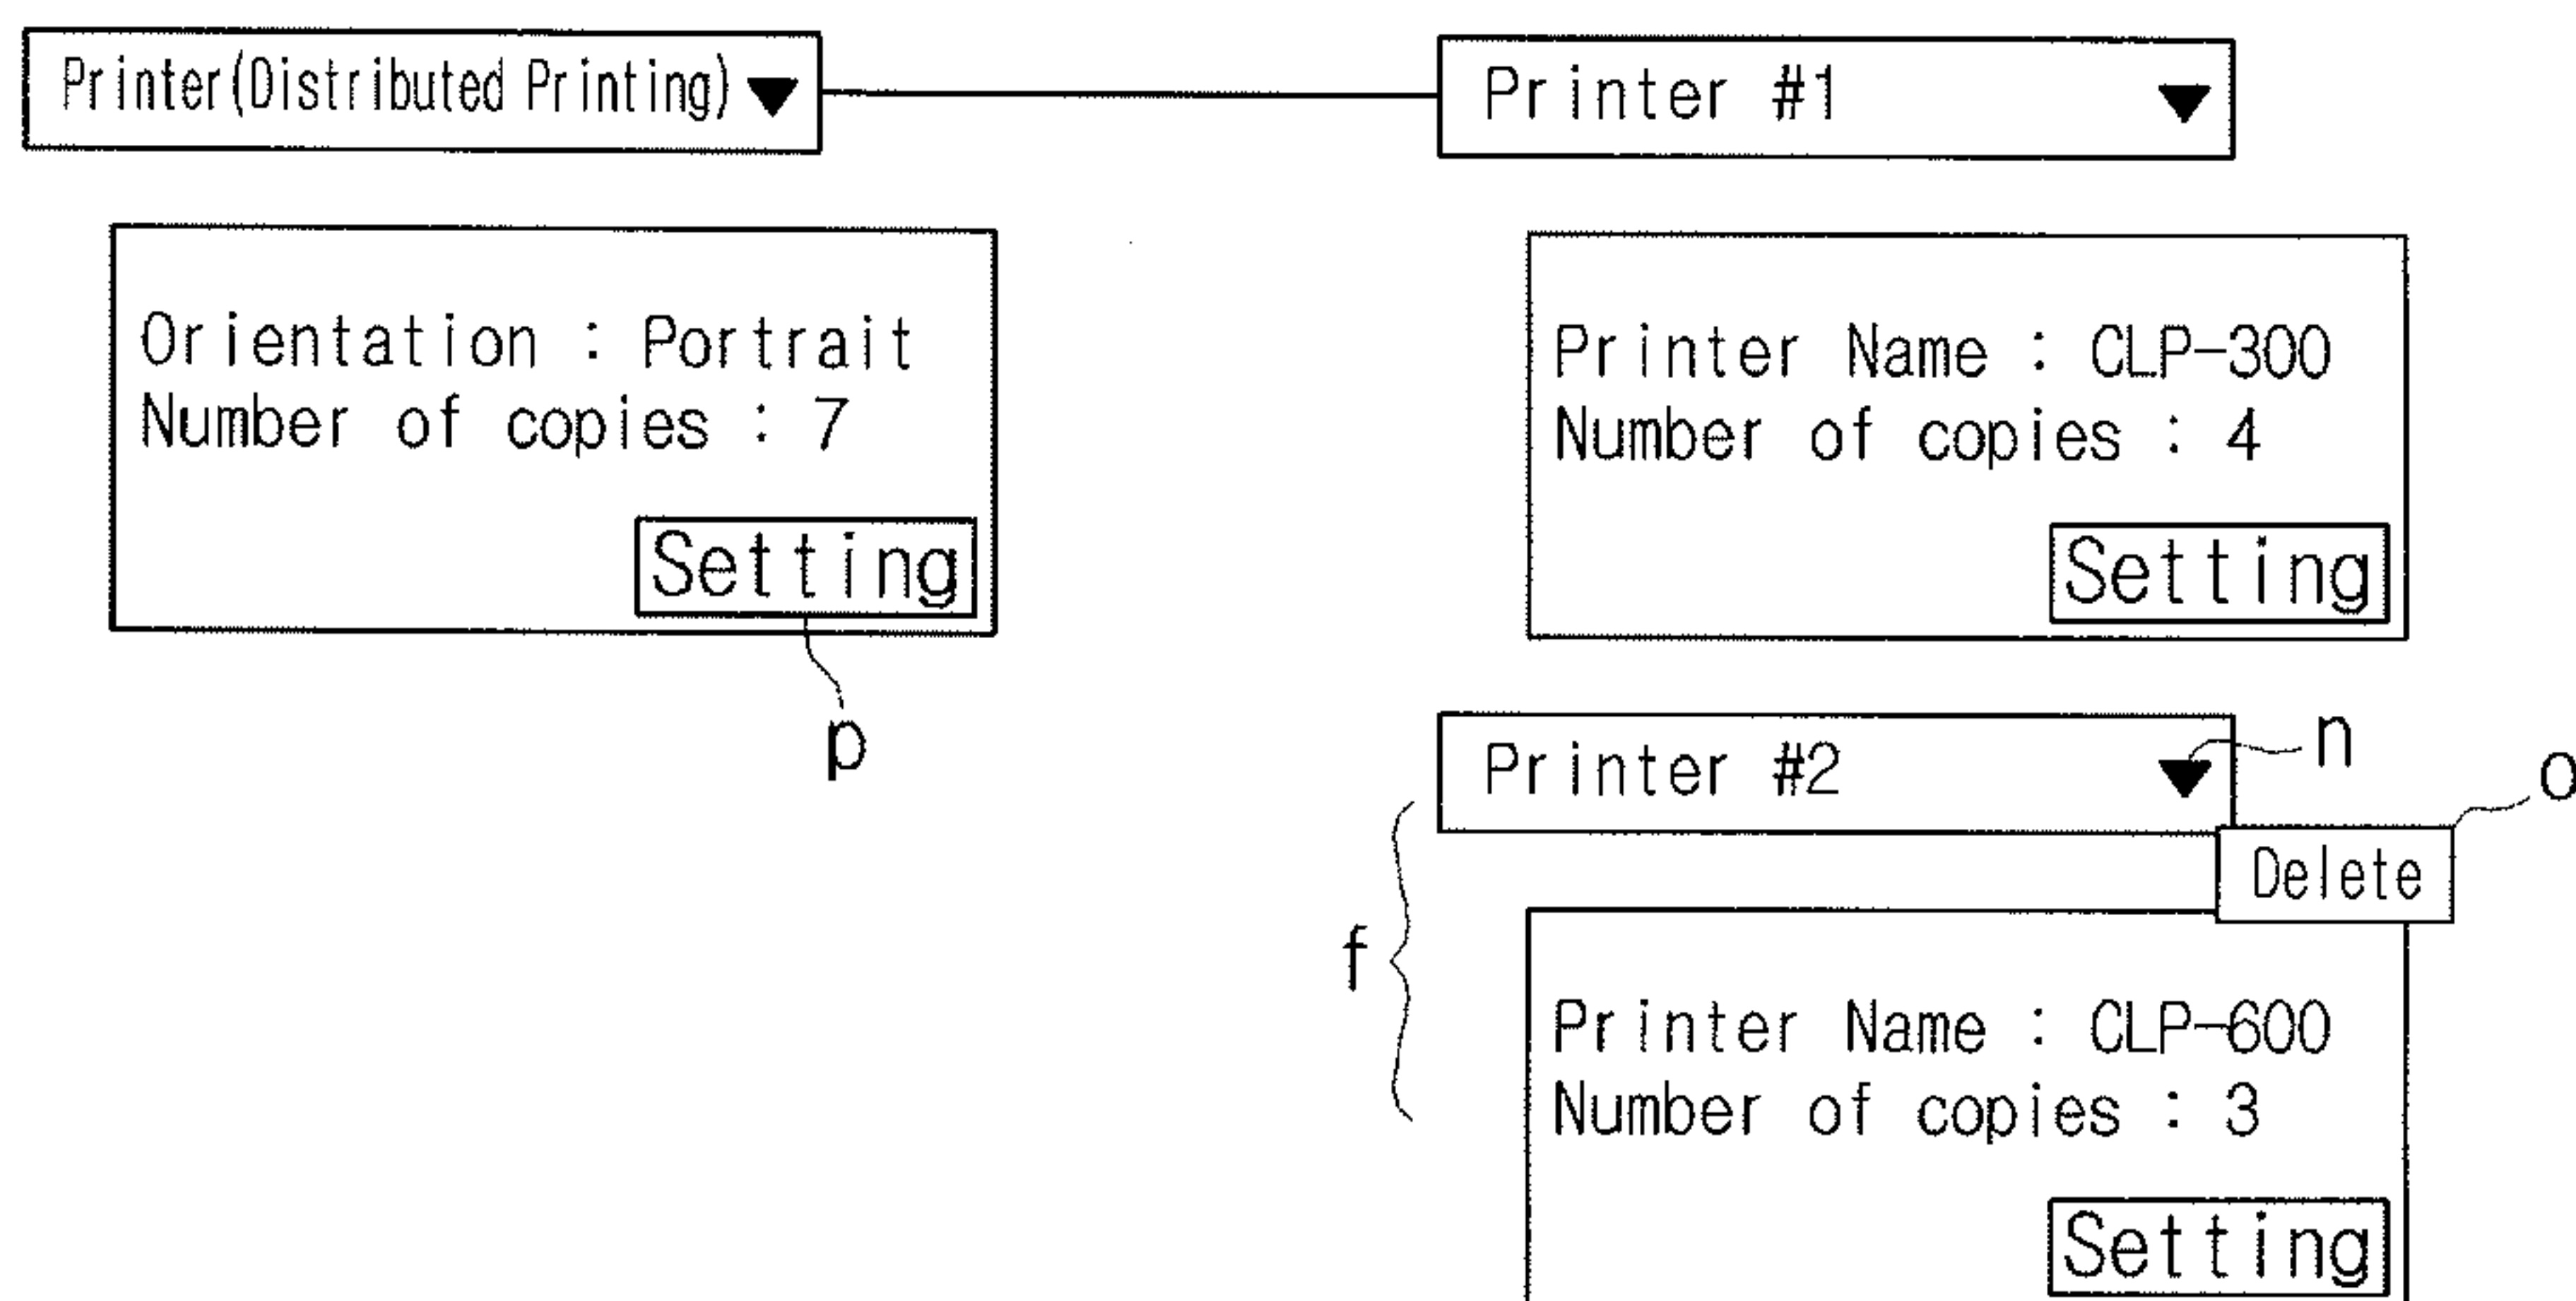 Printer(Distributed Printing) ▼
Printer #1 ▼
Orientation : Portrait
Number of copies : 7
Setting
p
Printer Name : CLP-300
Number of copies : 4
Setting
Printer #2 ▼
n
o
Delete
f
Printer Name : CLP-600
Number of copies : 3
Setting